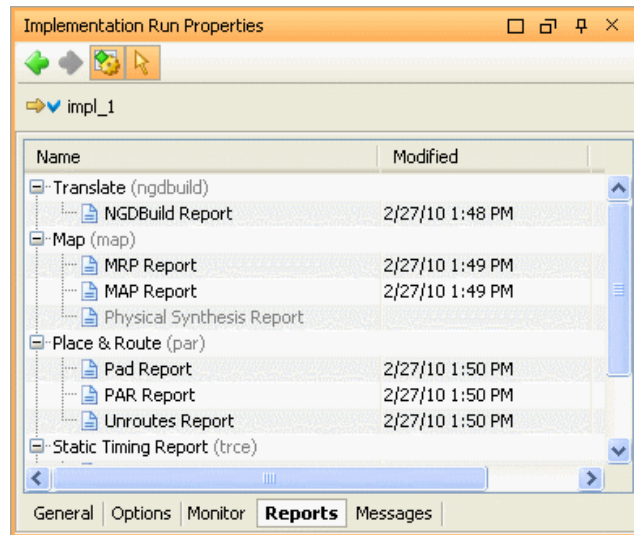 Implementation Run Properties
impl_1
Name Modified
Translate (ngdbuild)
NGDBuild Report 2/27/10 1:48 PM
Map (map)
MRP Report 2/27/10 1:49 PM
MAP Report 2/27/10 1:49 PM
Physical Synthesis Report
Place & Route (par)
Pad Report 2/27/10 1:50 PM
PAR Report 2/27/10 1:50 PM
Unroutes Report 2/27/10 1:50 PM
Static Timing Report (trce)
General Options Monitor Reports Messages